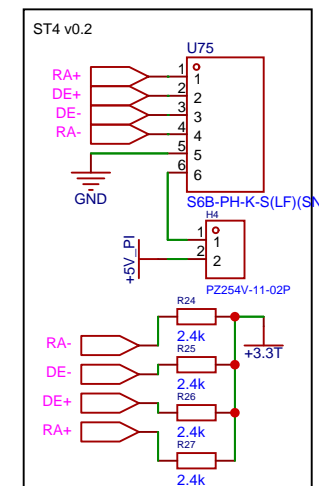 ST4 v0.2
U75
RA+ 1 1
DE+ 2 2
DE- 3 3
RA- 4 4
5 5
6 6
GND
S6B-PH-K-S(LF)(SN
H4
1 1
2 2
+5V_PI
PZ254V-11-02P
R24
RA- 2.4k
+3.3T
R25
DE- 2.4k
R26
DE+ 2.4k
R27
RA+ 2.4k